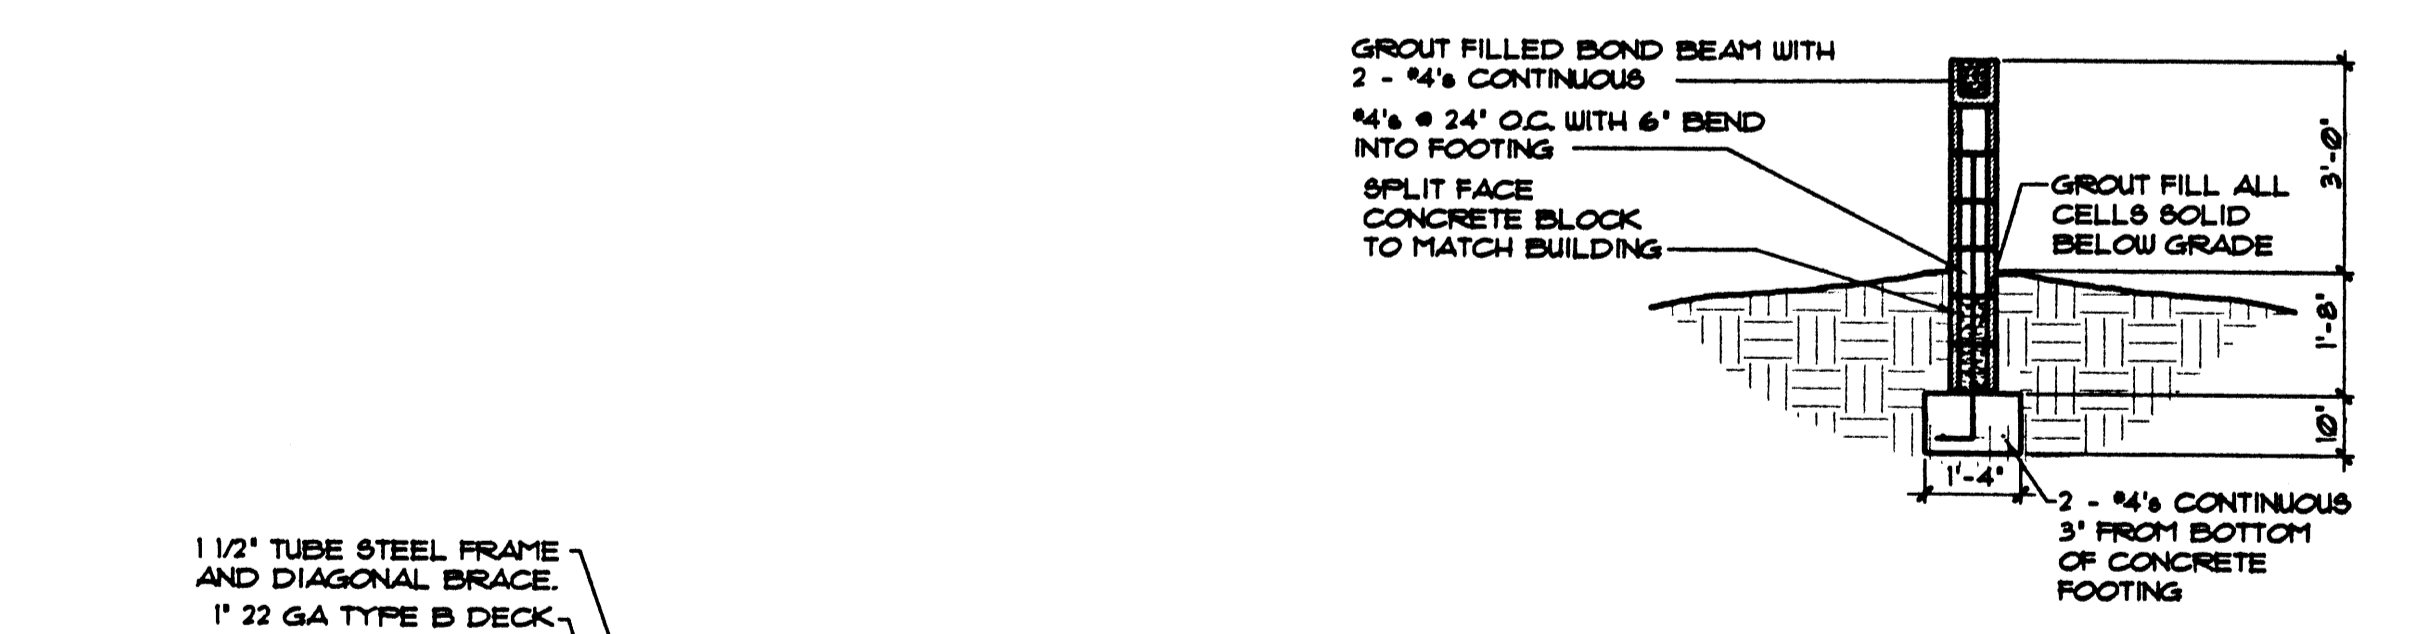 GROUT FILLED BOND BEAM WITH
2 - #4's CONTINUOUS
#4's @ 24" O.C. WITH 6" BEND
INTO FOOTING
SPLIT FACE
CONCRETE BLOCK
TO MATCH BUILDING
GROUT FILL ALL
CELLS SOLID
BELOW GRADE
3'-0"
1'-8"
10"
1'-4"
2 - #4's CONTINUOUS
3" FROM BOTTOM
OF CONCRETE
FOOTING
1 1/2" TUBE STEEL FRAME
AND DIAGONAL BRACE.
1" 22 GA TYPE B DECK